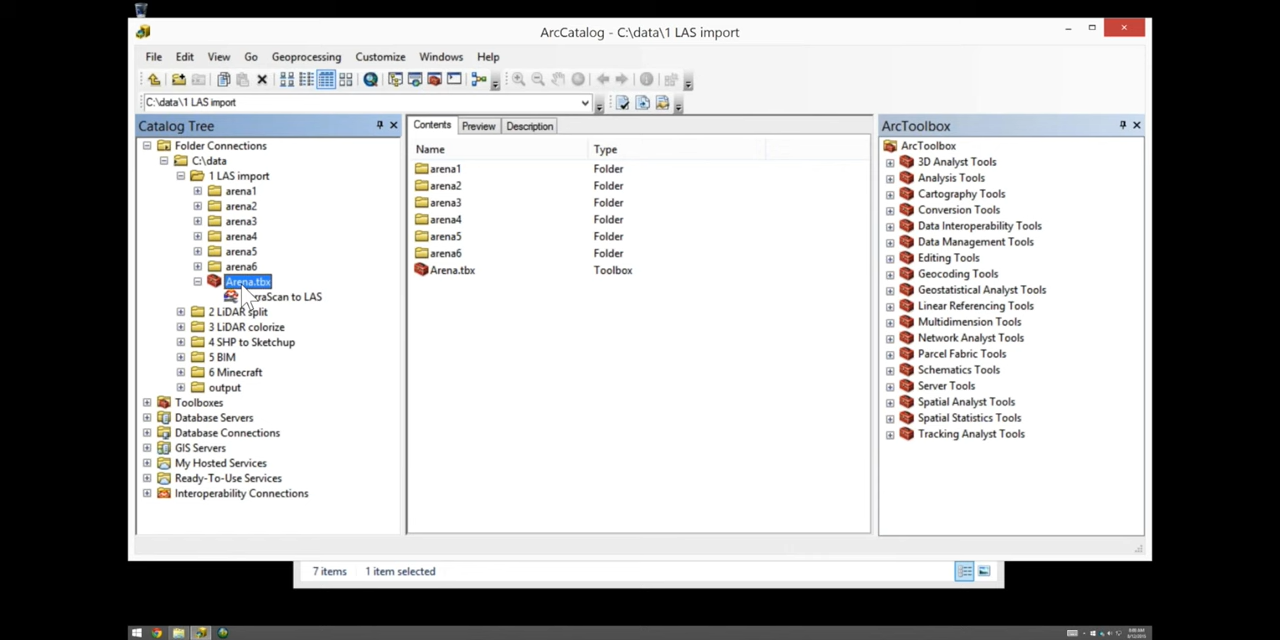 ArcCatalog - C:\data\1 LAS import
File Edit View Go Geoprocessing Customize Windows Help
C:\data\1 LAS import
Catalog Tree
Folder Connections
C:\data
1 LAS import
arena1
arena2
arena3
arena4
arena5
arena6
Arena.tbx
raScan to LAS
2 LiDAR split
3 LiDAR colorize
4 SHP to Sketchup
5 BIM
6 Minecraft
output
Toolboxes
Database Servers
Database Connections
GIS Servers
My Hosted Services
Ready-To-Use Services
Interoperability Connections
Contents Preview Description
Name Type
arena1 Folder
arena2 Folder
arena3 Folder
arena4 Folder
arena5 Folder
arena6 Folder
Arena.tbx Toolbox
ArcToolbox
ArcToolbox
3D Analyst Tools
Analysis Tools
Cartography Tools
Conversion Tools
Data Interoperability Tools
Data Management Tools
Editing Tools
Geocoding Tools
Geostatistical Analyst Tools
Linear Referencing Tools
Multidimension Tools
Network Analyst Tools
Parcel Fabric Tools
Schematics Tools
Server Tools
Spatial Analyst Tools
Spatial Statistics Tools
Tracking Analyst Tools
7 items 1 item selected